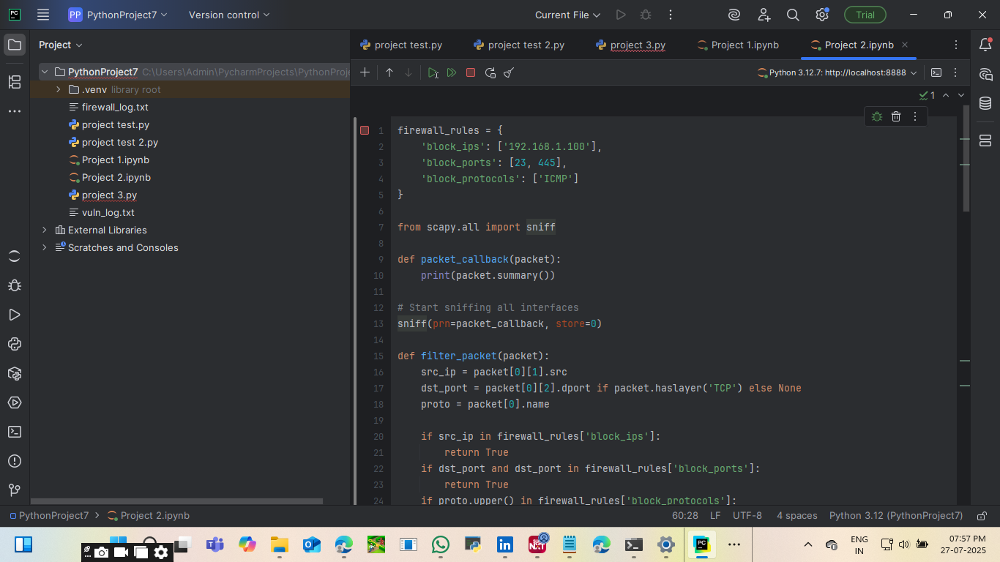 PC
PP PythonProject7
Version control
Current File
Trial
Project
project test.py
project test 2.py
project 3.py
Project 1.ipynb
Project 2.ipynb
PythonProject7 C:\Users\Admin\PycharmProjects\PythonProje
.venv library root
firewall_log.txt
project test.py
project test 2.py
Project 1.ipynb
Project 2.ipynb
project 3.py
vuln_log.txt
External Libraries
Scratches and Consoles
Python 3.12.7: http://localhost:8888
1
1 firewall_rules = {
2 'block_ips': ['192.168.1.100'],
3 'block_ports': [23, 445],
4 'block_protocols': ['ICMP']
5 }
6
7 from scapy.all import sniff
8
9 def packet_callback(packet):
10 print(packet.summary())
11
12 # Start sniffing all interfaces
13 sniff(prn=packet_callback, store=0)
14
15 def filter_packet(packet):
16 src_ip = packet[0][1].src
17 dst_port = packet[0][2].dport if packet.haslayer('TCP') else None
18 proto = packet[0].name
19
20 if src_ip in firewall_rules['block_ips']:
21 return True
22 if dst_port and dst_port in firewall_rules['block_ports']:
23 return True
24 if proto.upper() in firewall_rules['block_protocols']:
PythonProject7
Project 2.ipynb
60:28
LF
UTF-8
4 spaces
Python 3.12 (PythonProject7)
ENG
IN
07:57 PM
27-07-2025